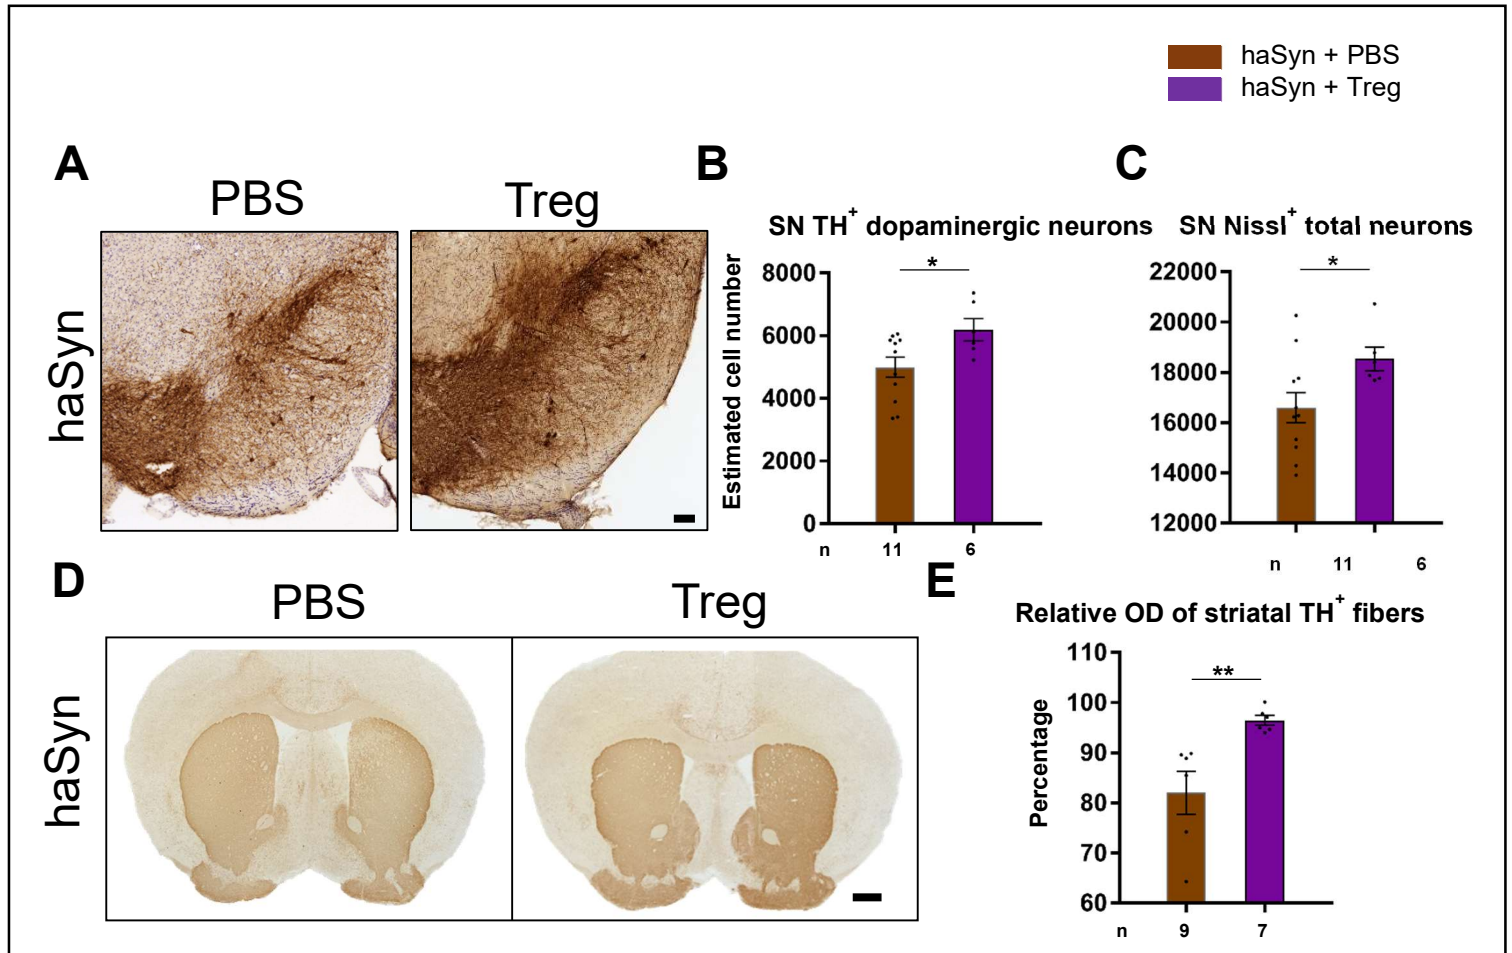 haSyn + PBS
haSyn + Treg
A
PBS
Treg
haSyn
B
SN TH+ dopaminergic neurons
Estimated cell number
8000
6000
4000
2000
0
*
n 11 6
C
SN Nissl+ total neurons
22000
20000
18000
16000
14000
12000
*
n 11 6
D
PBS
Treg
haSyn
E
Relative OD of striatal TH+ fibers
Percentage
110
100
90
80
70
60
**
n 9 7